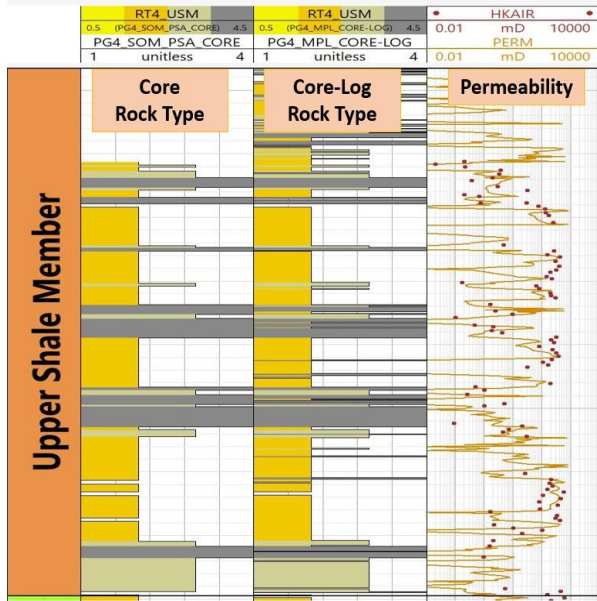 RT4_USM
0.5 (PG4_SOM_PSA_CORE) 4.5
PG4_SOM_PSA_CORE
1 unitless 4
RT4_USM
0.5 (PG4_MPL_CORE-LOG) 4.5
PG4_MPL_CORE-LOG
1 unitless 4
HKAIR
0.01 mD 10000
PERM
0.01 mD 10000
Core
Rock Type
Core-Log
Rock Type
Permeability
Upper Shale Member